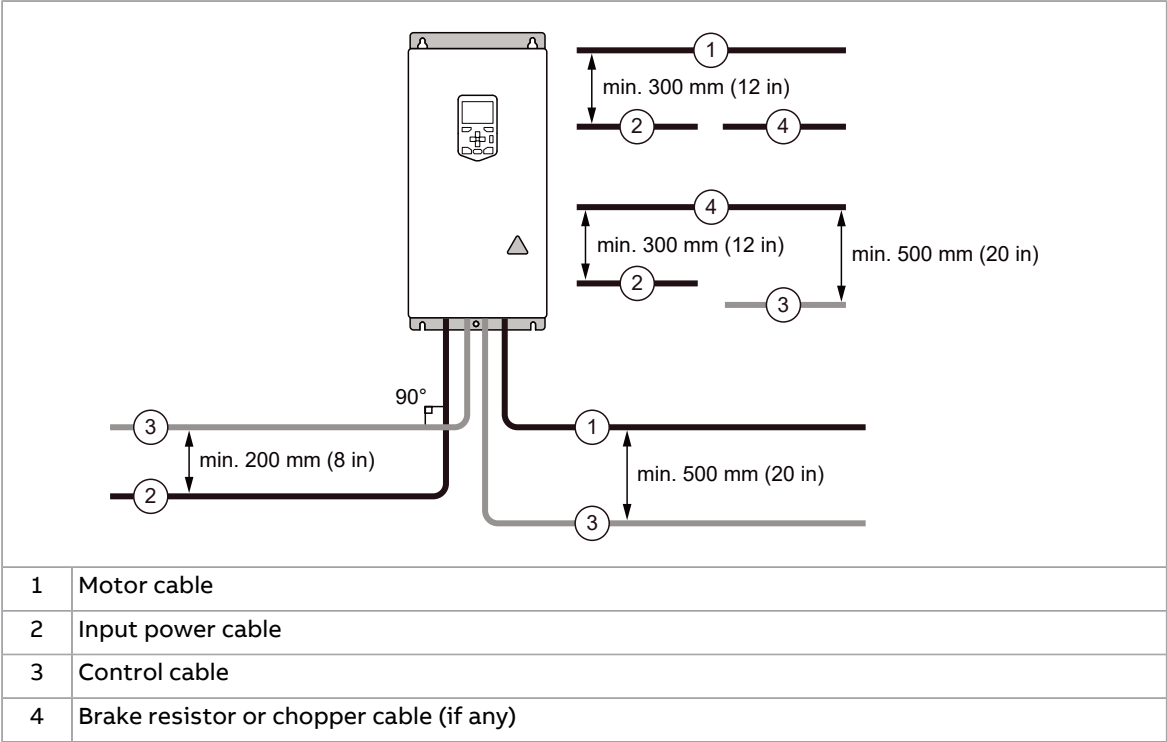 1
min. 300 mm (12 in)
2 4
4
min. 300 mm (12 in)
min. 500 mm (20 in)
2
3
90°
3
1
min. 200 mm (8 in)
min. 500 mm (20 in)
2
3
1 Motor cable
2 Input power cable
3 Control cable
4 Brake resistor or chopper cable (if any)